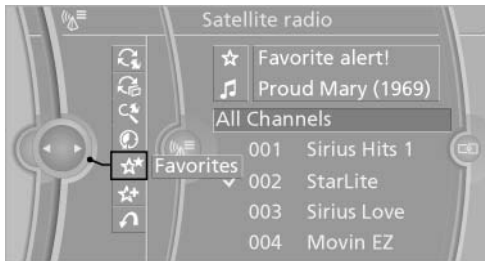 Satellite radio
Favorite alert!
Proud Mary (1969)
All Channels
001 Sirius Hits 1
Favorites
002 StarLite
003 Sirius Love
004 Movin EZ